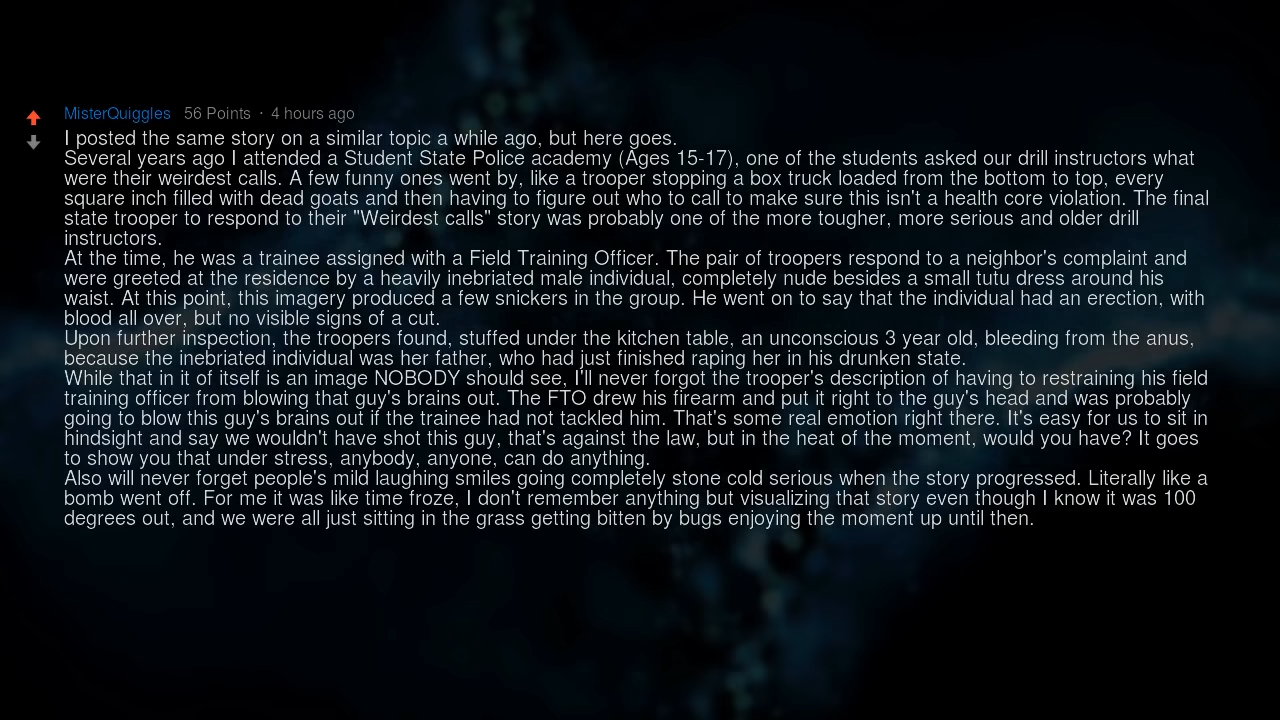 MisterQuiggles 56 Points · 4 hours ago
I posted the same story on a similar topic a while ago, but here goes.
Several years ago I attended a Student State Police academy (Ages 15-17), one of the students asked our drill instructors what
were their weirdest calls. A few funny ones went by, like a trooper stopping a box truck loaded from the bottom to top, every
square inch filled with dead goats and then having to figure out who to call to make sure this isn't a health core violation. The final
state trooper to respond to their "Weirdest calls" story was probably one of the more tougher, more serious and older drill
instructors.
At the time, he was a trainee assigned with a Field Training Officer. The pair of troopers respond to a neighbor's complaint and
were greeted at the residence by a heavily inebriated male individual, completely nude besides a small tutu dress around his
waist. At this point, this imagery produced a few snickers in the group. He went on to say that the individual had an erection, with
blood all over, but no visible signs of a cut.
Upon further inspection, the troopers found, stuffed under the kitchen table, an unconscious 3 year old, bleeding from the anus,
because the inebriated individual was her father, who had just finished raping her in his drunken state.
While that in it of itself is an image NOBODY should see, I'll never forgot the trooper's description of having to restraining his field
training officer from blowing that guy's brains out. The FTO drew his firearm and put it right to the guy's head and was probably
going to blow this guy's brains out if the trainee had not tackled him. That's some real emotion right there. It's easy for us to sit in
hindsight and say we wouldn't have shot this guy, that's against the law, but in the heat of the moment, would you have? It goes
to show you that under stress, anybody, anyone, can do anything.
Also will never forget people's mild laughing smiles going completely stone cold serious when the story progressed. Literally like a
bomb went off. For me it was like time froze, I don't remember anything but visualizing that story even though I know it was 100
degrees out, and we were all just sitting in the grass getting bitten by bugs enjoying the moment up until then.